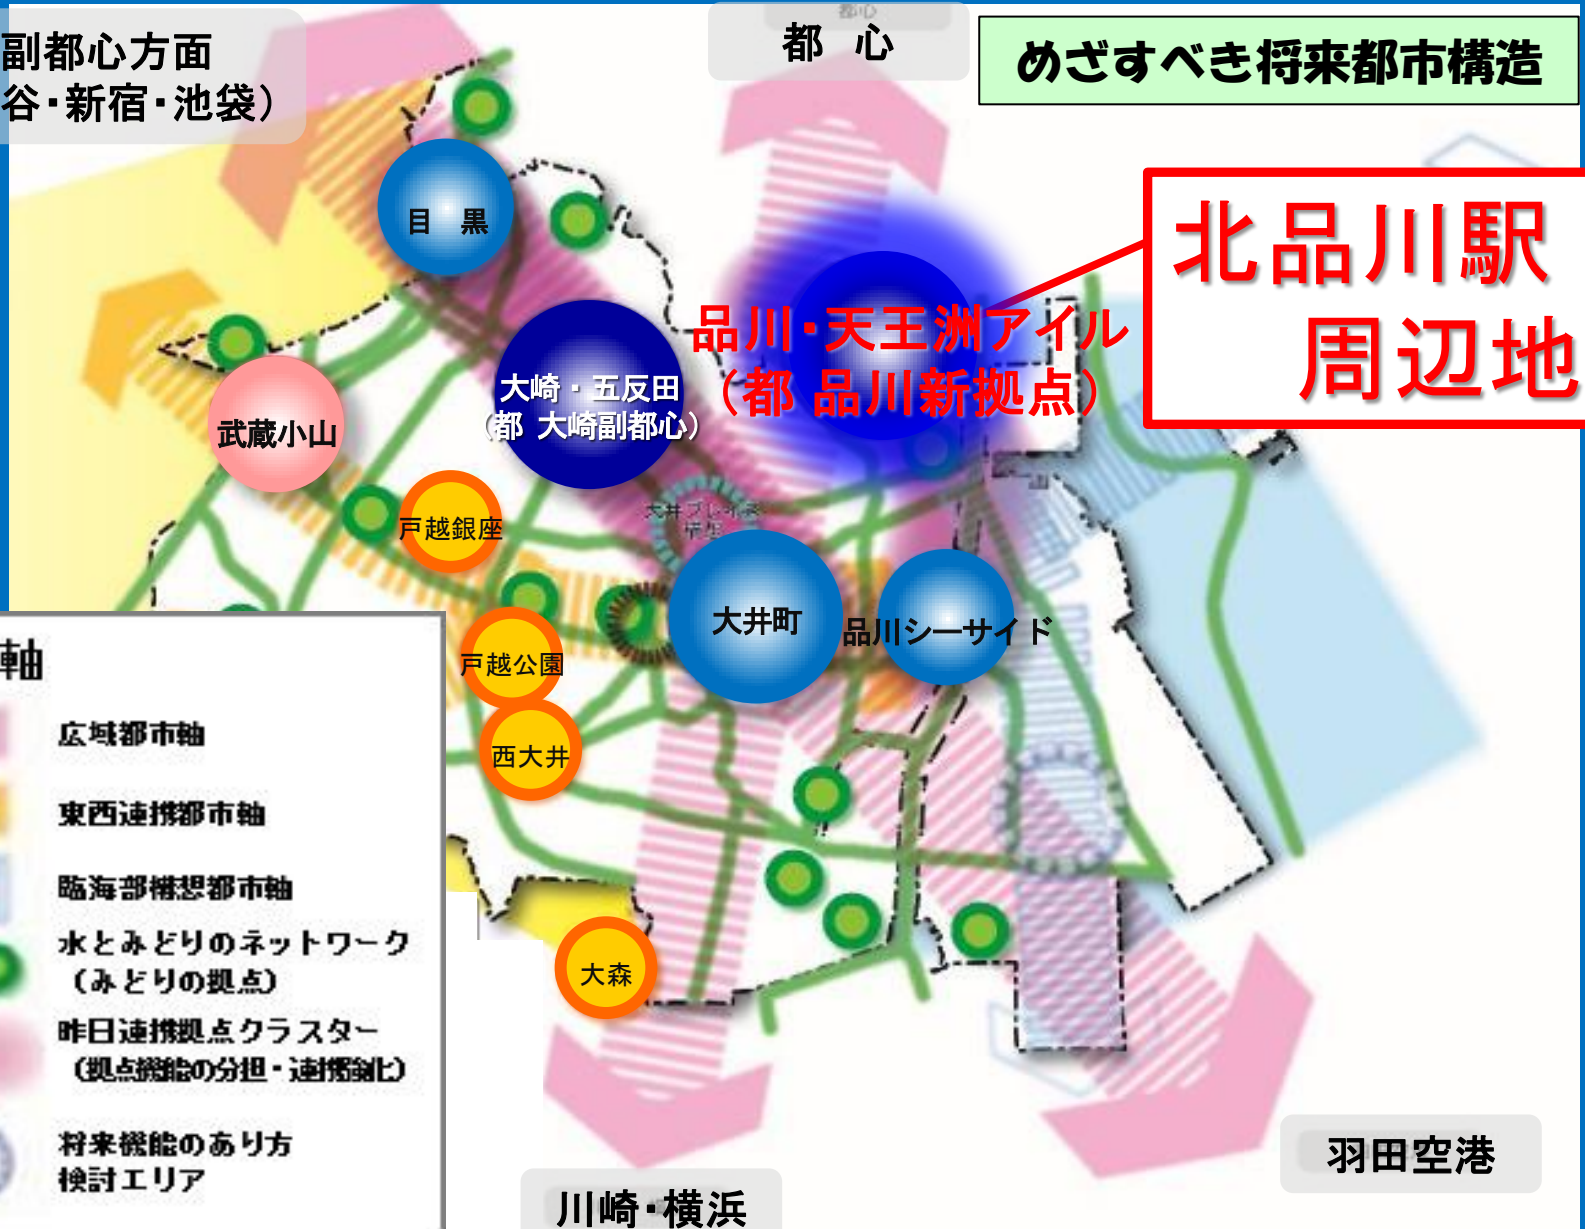 副都心方面
谷・新宿・池袋）
都　心
めざすべき将来都市構造
北品川駅
周辺地
目　黒
品川・天王洲アイル
（都 品川新拠点）
大崎・五反田
（都 大崎副都心）
武蔵小山
戸越銀座
大井町
品川シーサイド
戸越公園
西大井
大森
軸
広域都市軸
東西連携都市軸
臨海部構想都市軸
水とみどりのネットワーク
（みどりの拠点）
昨日連携拠点クラスター
（拠点機能の分担・連携強化）
将来機能のあり方
検討エリア
羽田空港
川崎・横浜